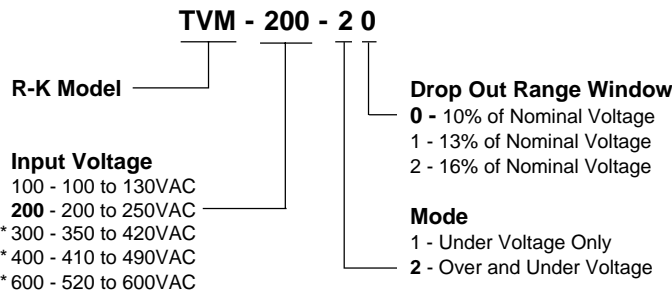 TVM - 200 - 2 0
R-K Model
Input Voltage
100 - 100 to 130VAC
200 - 200 to 250VAC
* 300 - 350 to 420VAC
* 400 - 410 to 490VAC
* 600 - 520 to 600VAC
Drop Out Range Window
0 - 10% of Nominal Voltage
1 - 13% of Nominal Voltage
2 - 16% of Nominal Voltage
Mode
1 - Under Voltage Only
2 - Over and Under Voltage